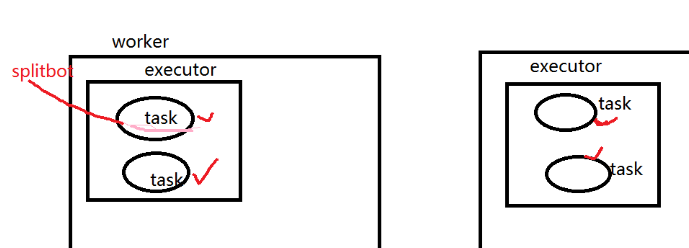 worker
splitbot
executor
task
task
executor
task
task